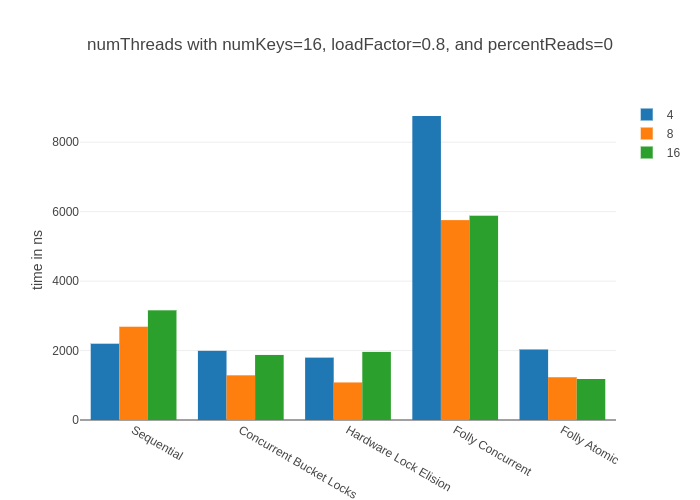 numThreads with numKeys=16, loadFactor=0.8, and percentReads=0
4
8
16
time in ns
8000
6000
4000
2000
0
Sequential
Concurrent Bucket Locks
Hardware Lock Elision
Folly Concurrent
Folly Atomic